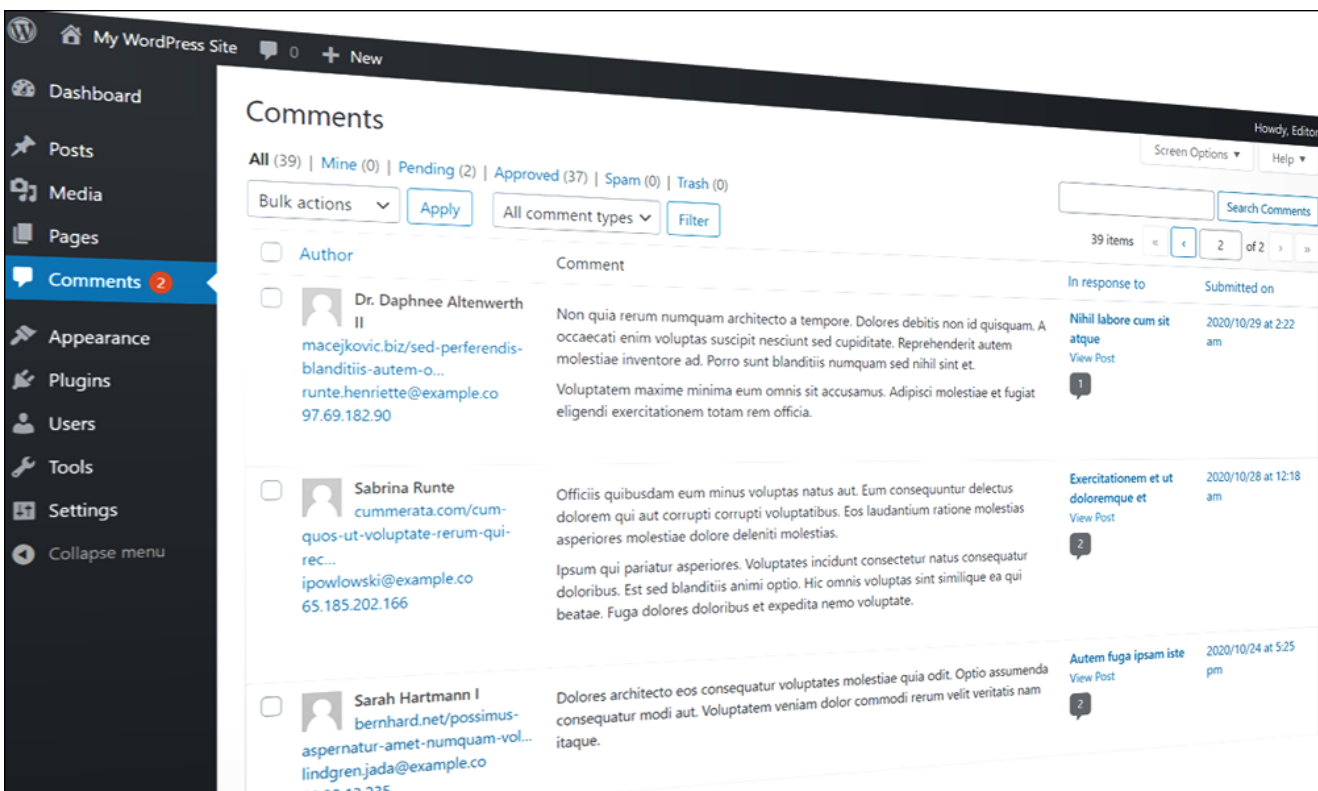 My WordPress Site 0 + New
Howdy, Editor
Dashboard
Posts
Media
Pages
Comments 2
Appearance
Plugins
Users
Tools
Settings
Collapse menu
Comments
Screen Options ▼ Help ▼
All (39) | Mine (0) | Pending (2) | Approved (37) | Spam (0) | Trash (0)
Bulk actions Apply All comment types Filter
Search Comments
39 items « ‹ 2 of 2 › »
Author Comment In response to Submitted on
Dr. Daphnee Altenwerth
II
macejkovic.biz/sed-perferendis-
blanditiis-autem-o...
runte.henriette@example.co
97.69.182.90
Non quia rerum numquam architecto a tempore. Dolores debitis non id quisquam. A
occaecati enim voluptas suscipit nesciunt sed cupiditate. Reprehenderit autem
molestiae inventore ad. Porro sunt blanditiis numquam sed nihil sint et.
Voluptatem maxime minima eum omnis sit accusamus. Adipisci molestiae et fugiat
eligendi exercitationem totam rem officia.
Nihil labore cum sit
atque
View Post
1
2020/10/29 at 2:22
am
Sabrina Runte
cummerata.com/cum-
quos-ut-voluptate-rerum-qui-
rec...
ipowlowski@example.co
65.185.202.166
Officiis quibusdam eum minus voluptas natus aut. Eum consequuntur delectus
dolorem qui aut corrupti corrupti voluptatibus. Eos laudantium ratione molestias
asperiores molestiae dolore deleniti molestias.
Ipsum qui pariatur asperiores. Voluptates incidunt consectetur natus consequatur
doloribus. Est sed blanditiis animi optio. Hic omnis voluptas sint similique ea qui
beatae. Fuga dolores doloribus et expedita nemo voluptate.
Exercitationem et ut
doloremque et
View Post
2
2020/10/28 at 12:18
am
Sarah Hartmann I
bernhard.net/possimus-
aspernatur-amet-numquam-vol...
lindgren.jada@example.co
Dolores architecto eos consequatur voluptates molestiae quia odit. Optio assumenda
consequatur modi aut. Voluptatem veniam dolor commodi rerum velit veritatis nam
itaque.
Autem fuga ipsam iste
View Post
2
2020/10/24 at 5:25
pm